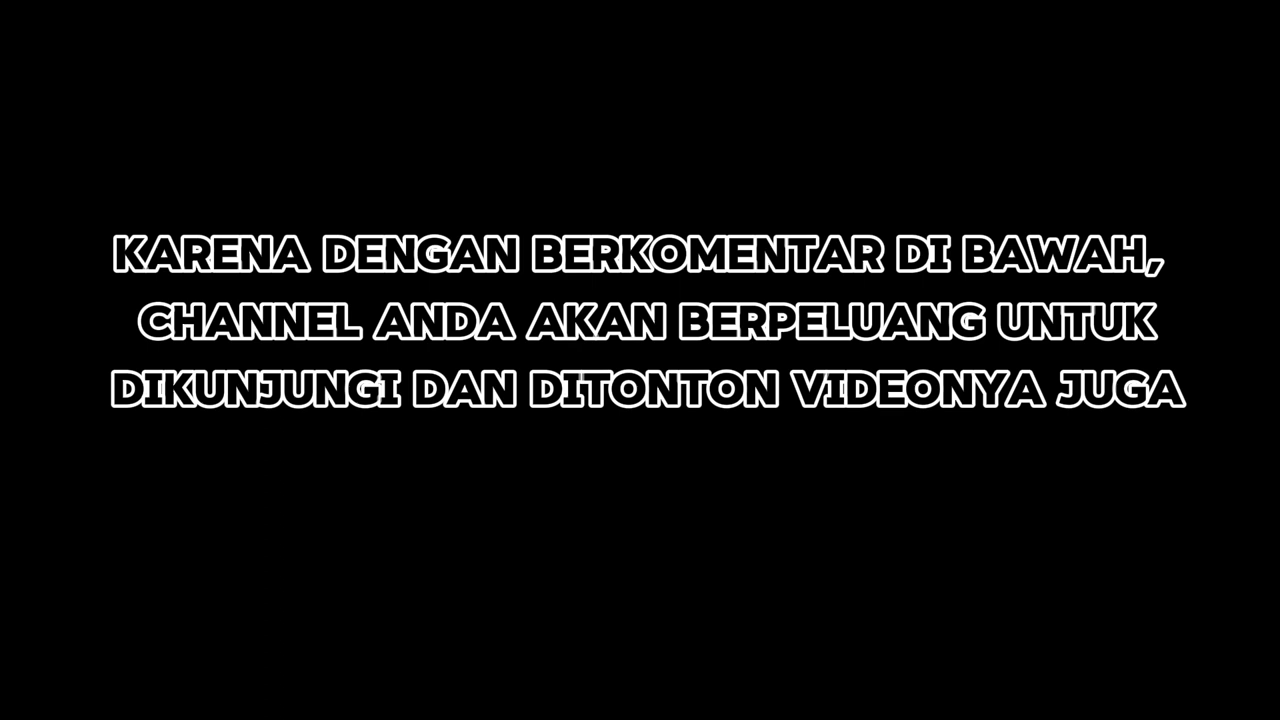 KARENA DENGAN BERKOMENTAR DI BAWAH,
CHANNEL ANDA AKAN BERPELUANG UNTUK
DIKUNJUNGI DAN DITONTON VIDEONYA JUGA